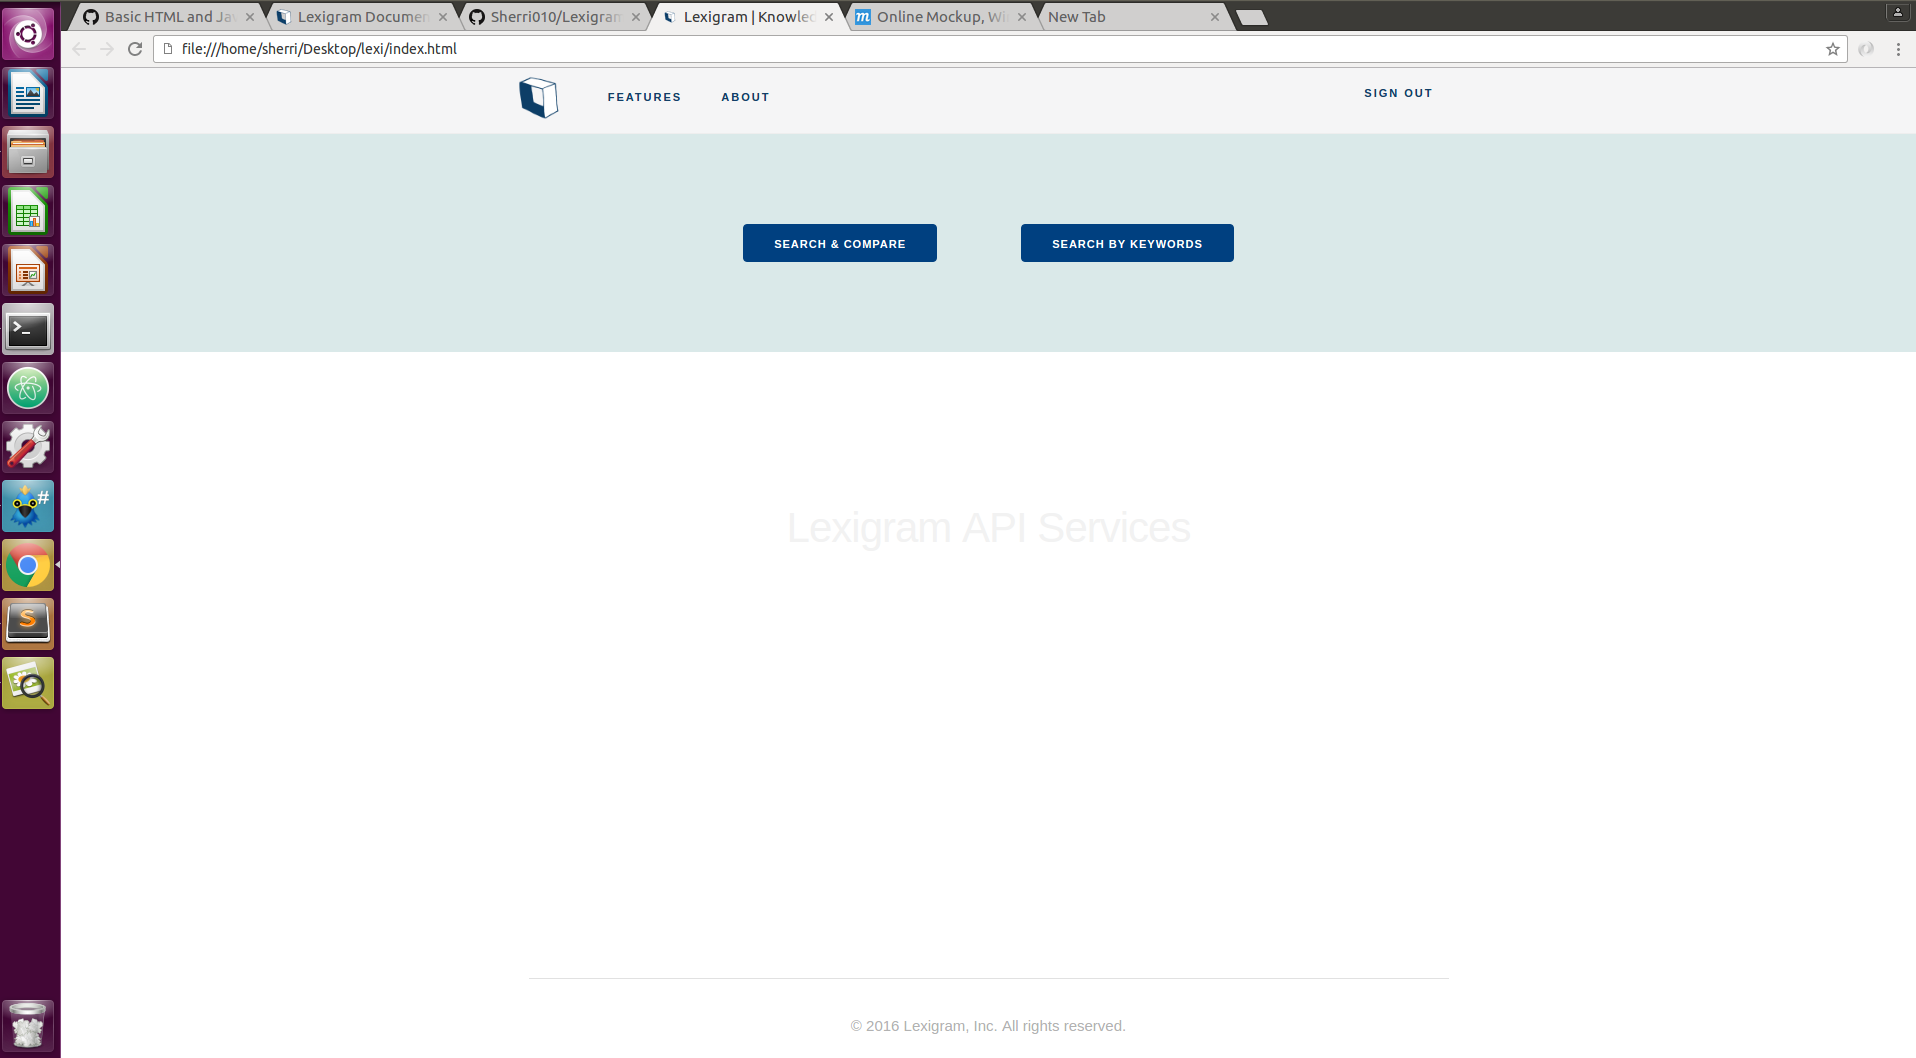 Basic HTML and Jav
Lexigram Documen
Sherri010/Lexigram
Lexigram | Knowled
Online Mockup, Wi
New Tab
file:///home/sherri/Desktop/lexi/index.html
FEATURES ABOUT SIGN OUT
SEARCH & COMPARE SEARCH BY KEYWORDS
Lexigram API Services
© 2016 Lexigram, Inc. All rights reserved.